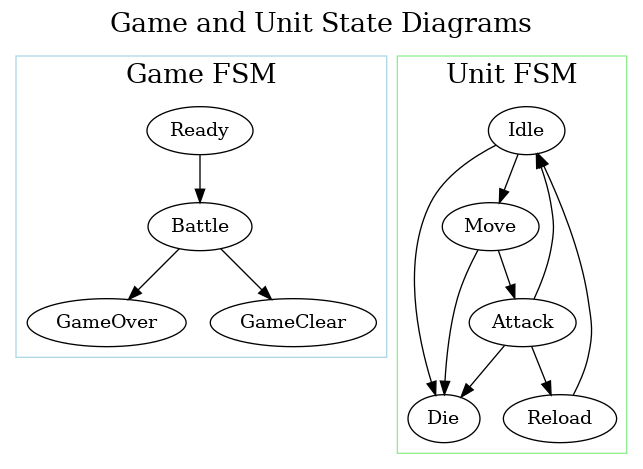 Game and Unit State Diagrams
Game FSM
Ready
Battle
GameOver
GameClear
Unit FSM
Idle
Move
Attack
Die
Reload